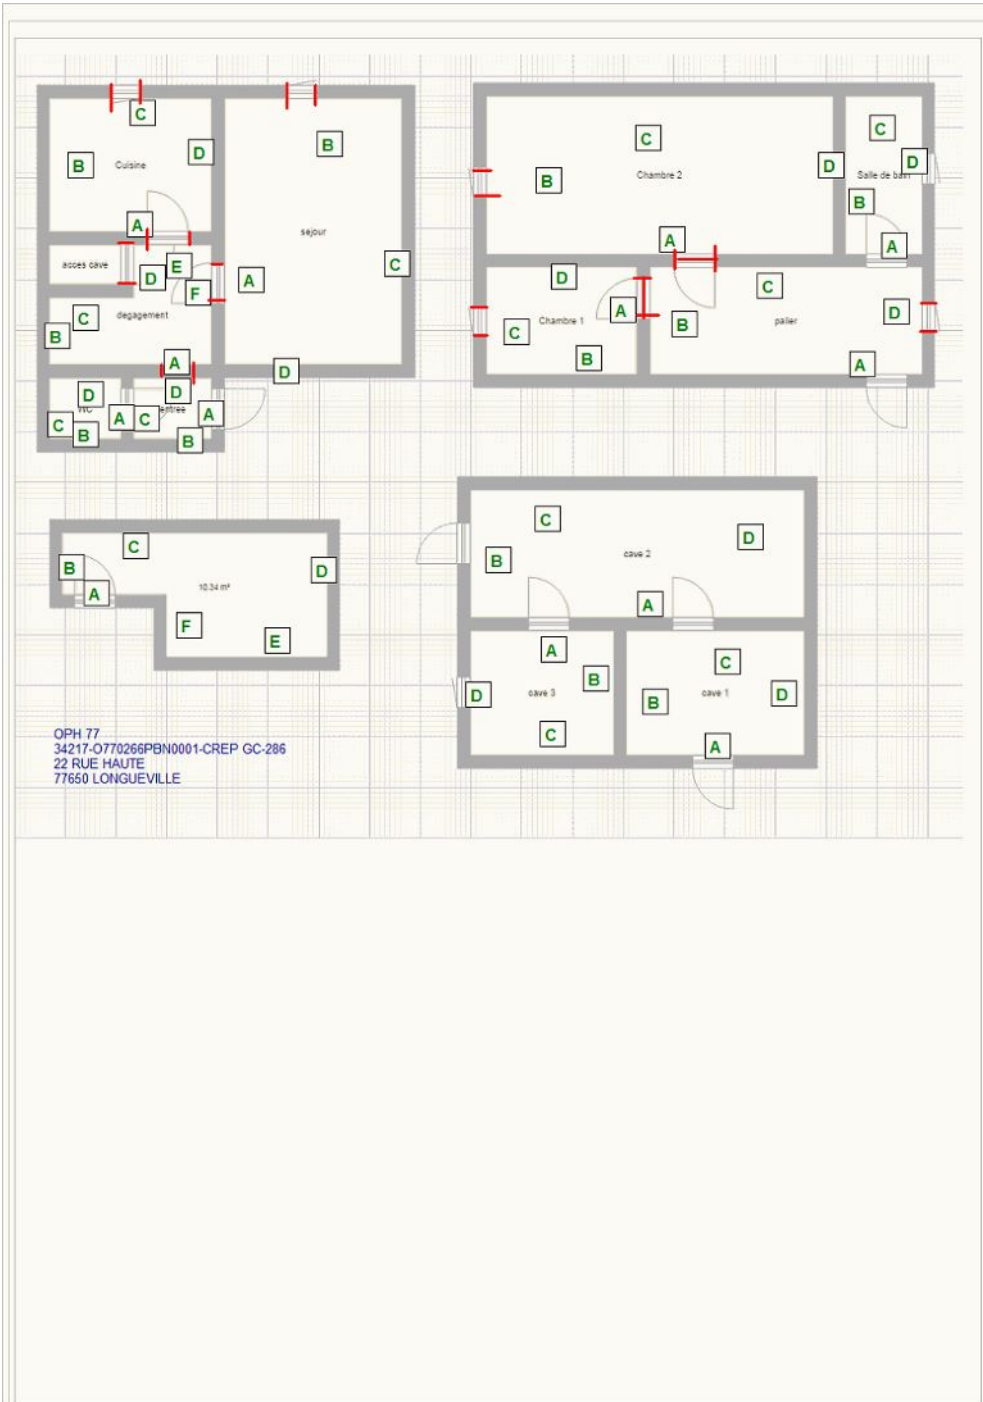 C
B
D
Cuisine
A
B
sejour
A
C
D
acces cave
E
D
F
C
degagement
B
A
D
D
WC
A
C
entree
A
C
B
B
C
B
Chambre 2
D
A
C
D
Salle de bain
B
A
D
Chambre 1
A
C
B
C
B
palier
D
A
C
B
A
D
10.24 m²
F
E
C
B
cave 2
D
A
A
B
D
cave 3
C
C
B
cave 1
D
A
OPH 77
34217-O770266PBN0001-CREP GC-286
22 RUE HAUTE
77650 LONGUEVILLE